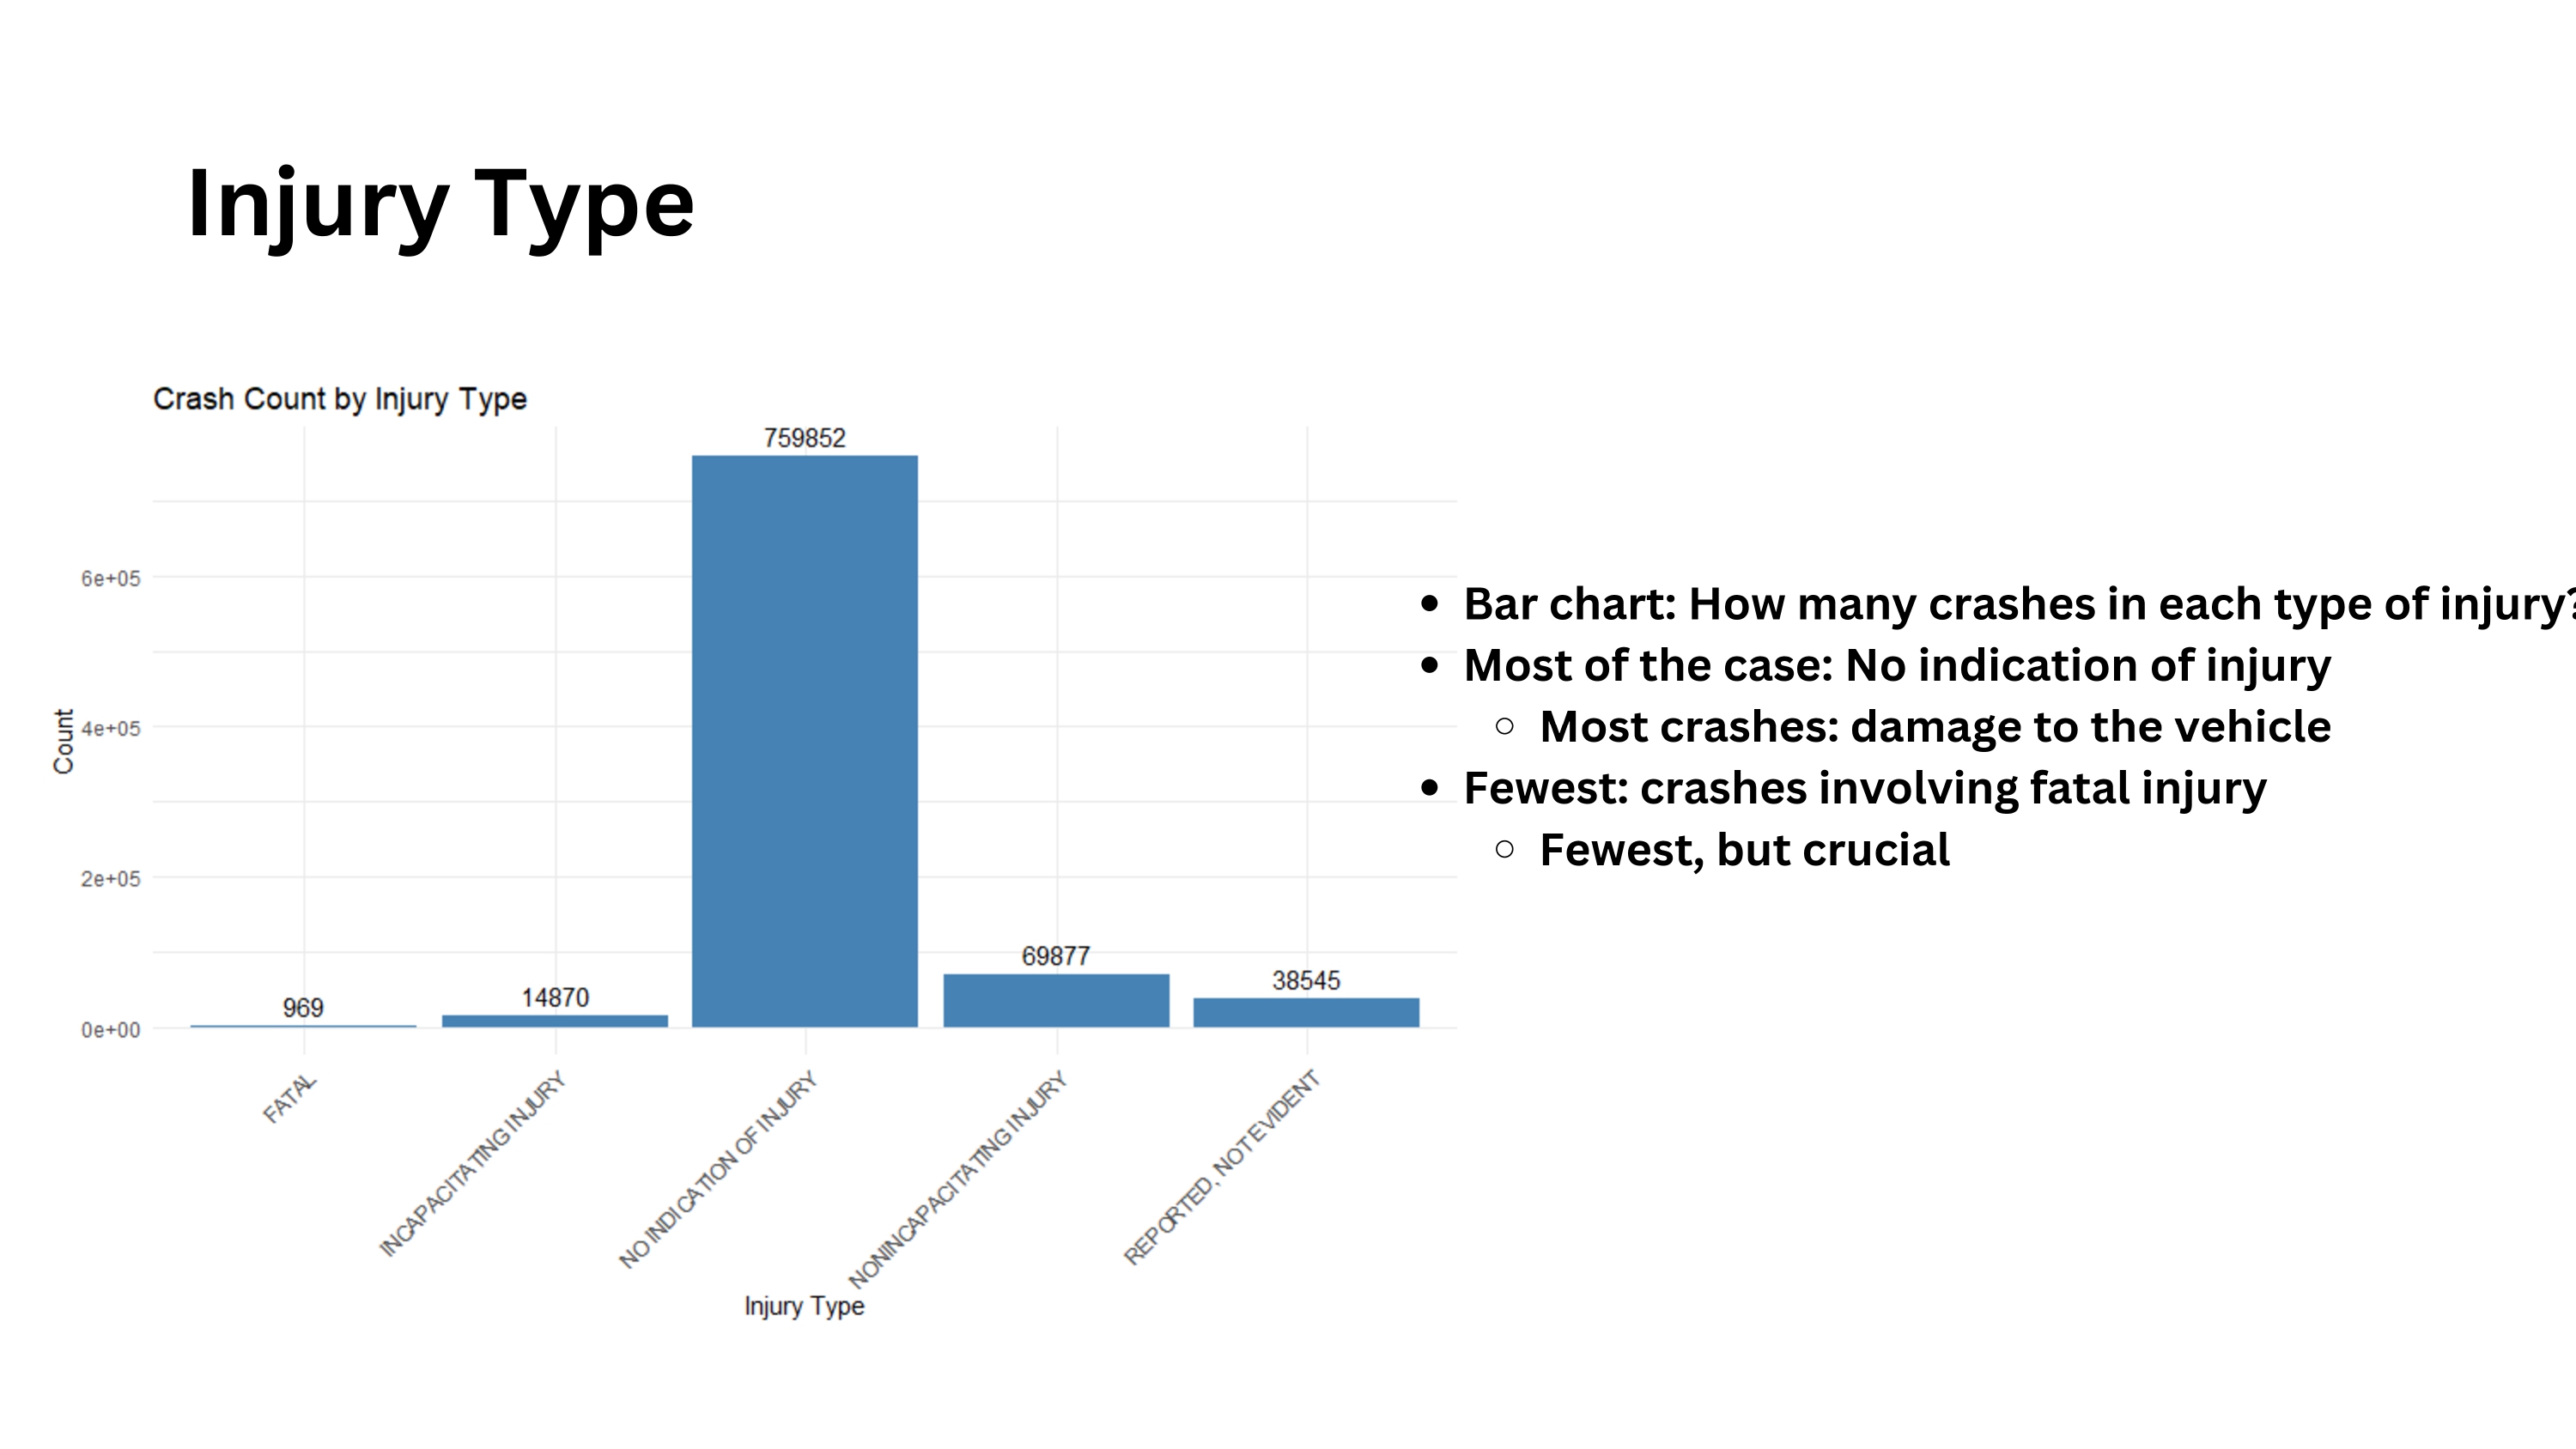 Injury Type
Crash Count by Injury Type
759852
6e+05
4e+05
2e+05
0e+00
Count
969
14870
69877
38545
FATAL
INCAPACITATING INJURY
NO INDICATION OF INJURY
NONINCAPACITATING INJURY
REPORTED, NOT EVIDENT
Injury Type
• Bar chart: How many crashes in each type of injury?
• Most of the case: No indication of injury
○ Most crashes: damage to the vehicle
• Fewest: crashes involving fatal injury
○ Fewest, but crucial